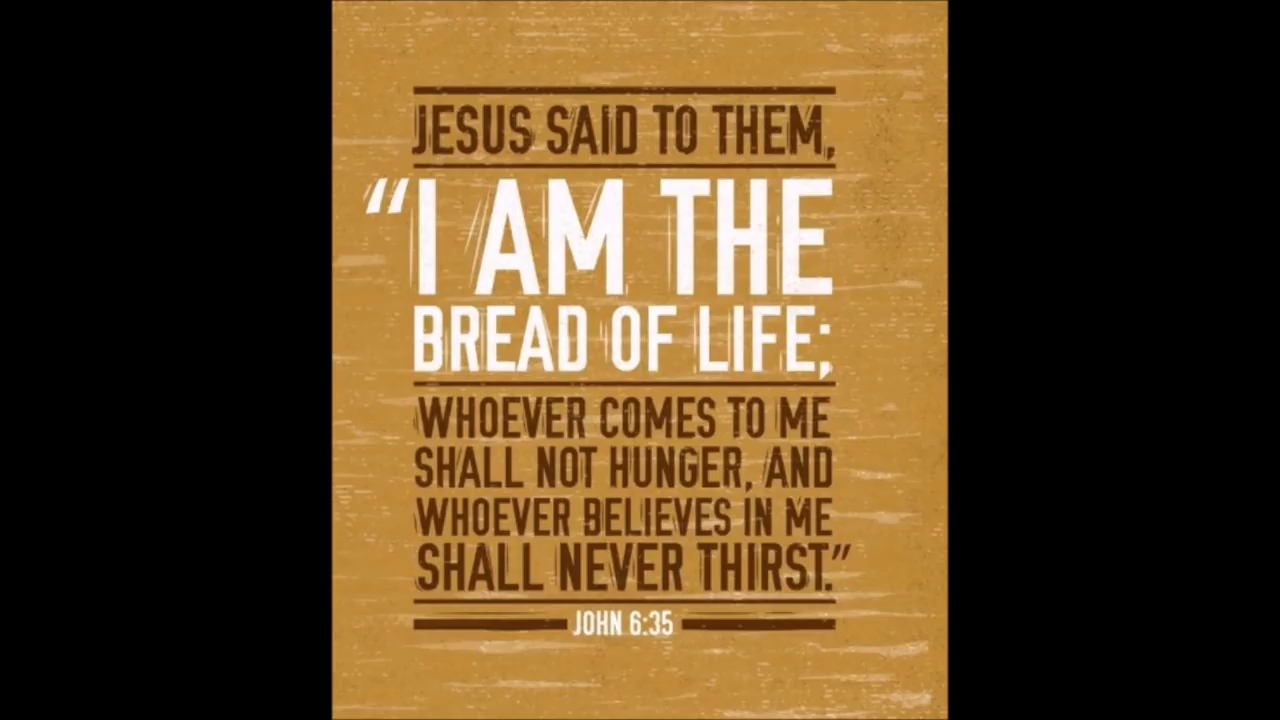 JESUS SAID TO THEM,
“I AM THE
BREAD OF LIFE;
WHOEVER COMES TO ME
SHALL NOT HUNGER, AND
WHOEVER BELIEVES IN ME
SHALL NEVER THIRST.”
JOHN 6:35